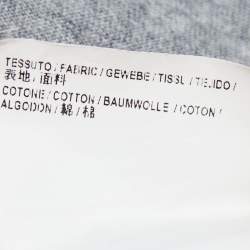 TESSUTO / FABRIC / GEWEBE / TISSU / TEJIDO /
表地 / 面料
COTONE / COTTON / BAUMWOLLE / COTON /
ALGODON / 綿 / 棉